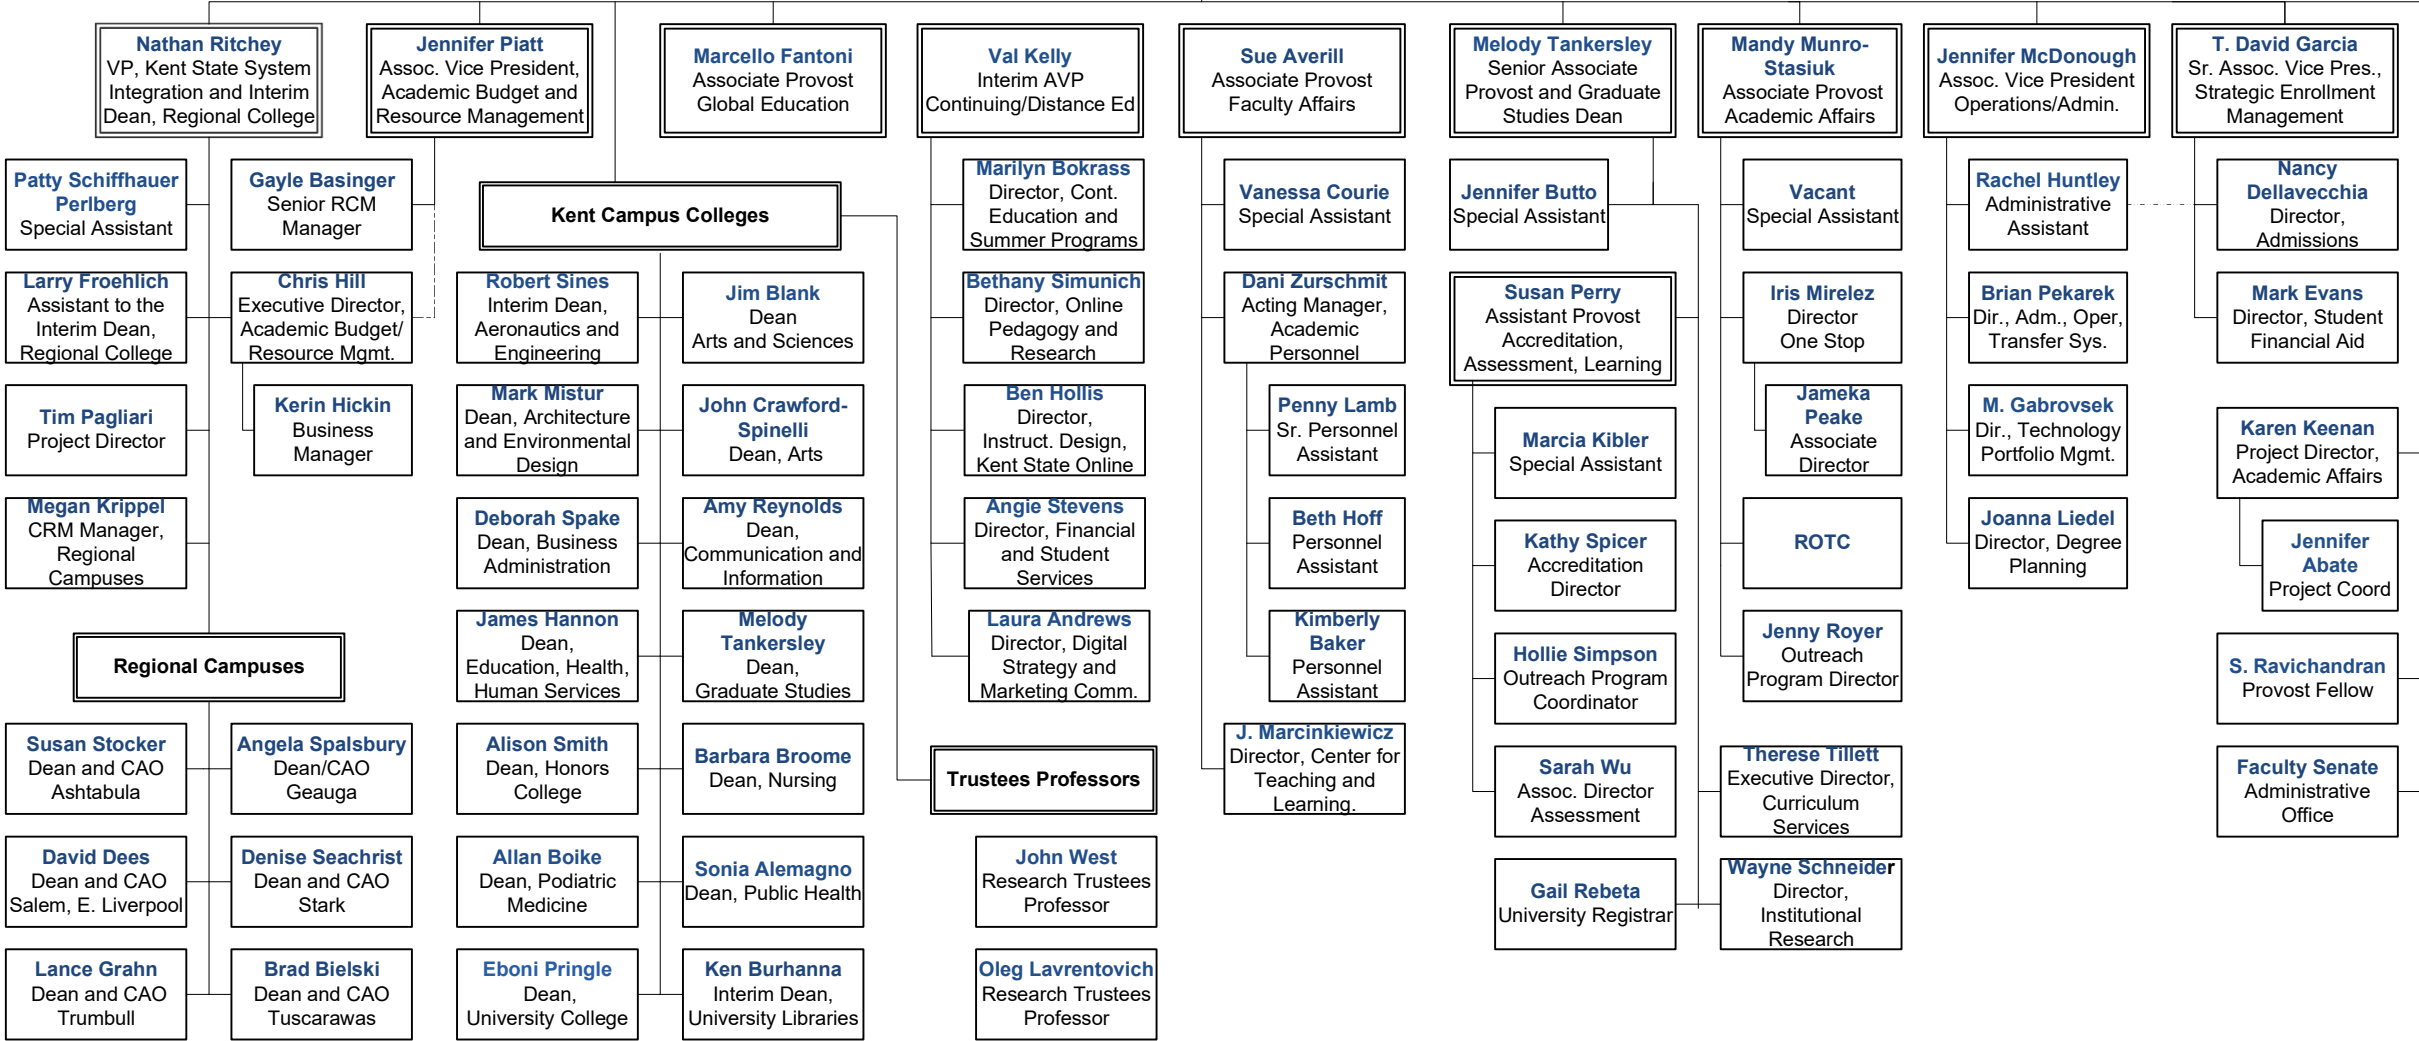 Nathan Ritchey
VP, Kent State System
Integration and Interim
Dean, Regional College
Jennifer Piatt
Assoc. Vice President,
Academic Budget and
Resource Management
Marcello Fantoni
Associate Provost
Global Education
Val Kelly
Interim AVP
Continuing/Distance Ed
Sue Averill
Associate Provost
Faculty Affairs
Melody Tankersley
Senior Associate
Provost and Graduate
Studies Dean
Mandy Munro-
Stasiuk
Associate Provost
Academic Affairs
Jennifer McDonough
Assoc. Vice President
Operations/Admin.
T. David Garcia
Sr. Assoc. Vice Pres.,
Strategic Enrollment
Management
Patty Schiffhauer
Perlberg
Special Assistant
Larry Froehlich
Assistant to the
Interim Dean,
Regional College
Tim Pagliari
Project Director
Megan Krippel
CRM Manager,
Regional
Campuses
Gayle Basinger
Senior RCM
Manager
Chris Hill
Executive Director,
Academic Budget/
Resource Mgmt.
Kerin Hickin
Business
Manager
Regional Campuses
Susan Stocker
Dean and CAO
Ashtabula
Angela Spalsbury
Dean/CAO
Geauga
David Dees
Dean and CAO
Salem, E. Liverpool
Denise Seachrist
Dean and CAO
Stark
Lance Grahn
Dean and CAO
Trumbull
Brad Bielski
Dean and CAO
Tuscarawas
Kent Campus Colleges
Robert Sines
Interim Dean,
Aeronautics and
Engineering
Jim Blank
Dean
Arts and Sciences
Mark Mistur
Dean, Architecture
and Environmental
Design
John Crawford-
Spinelli
Dean, Arts
Deborah Spake
Dean, Business
Administration
Amy Reynolds
Dean,
Communication and
Information
James Hannon
Dean,
Education, Health,
Human Services
Melody
Tankersley
Dean,
Graduate Studies
Alison Smith
Dean, Honors
College
Barbara Broome
Dean, Nursing
Allan Boike
Dean, Podiatric
Medicine
Sonia Alemagno
Dean, Public Health
Eboni Pringle
Dean,
University College
Ken Burhanna
Interim Dean,
University Libraries
Marilyn Bokrass
Director, Cont.
Education and
Summer Programs
Bethany Simunich
Director, Online
Pedagogy and
Research
Ben Hollis
Director,
Instruct. Design,
Kent State Online
Angie Stevens
Director, Financial
and Student
Services
Laura Andrews
Director, Digital
Strategy and
Marketing Comm.
Trustees Professors
John West
Research Trustees
Professor
Oleg Lavrentovich
Research Trustees
Professor
Vanessa Courie
Special Assistant
Dani Zurschmit
Acting Manager,
Academic
Personnel
Penny Lamb
Sr. Personnel
Assistant
Beth Hoff
Personnel
Assistant
Kimberly
Baker
Personnel
Assistant
J. Marcinkiewicz
Director, Center for
Teaching and
Learning.
Jennifer Butto
Special Assistant
Susan Perry
Assistant Provost
Accreditation,
Assessment, Learning
Marcia Kibler
Special Assistant
Kathy Spicer
Accreditation
Director
Hollie Simpson
Outreach Program
Coordinator
Sarah Wu
Assoc. Director
Assessment
Gail Rebeta
University Registrar
Vacant
Special Assistant
Iris Mirelez
Director
One Stop
Jameka
Peake
Associate
Director
ROTC
Jenny Royer
Outreach
Program Director
Therese Tillett
Executive Director,
Curriculum
Services
Wayne Schneider
Director,
Institutional
Research
Rachel Huntley
Administrative
Assistant
Brian Pekarek
Dir., Adm., Oper,
Transfer Sys.
M. Gabrovsek
Dir., Technology
Portfolio Mgmt.
Joanna Liedel
Director, Degree
Planning
Nancy
Dellavecchia
Director,
Admissions
Mark Evans
Director, Student
Financial Aid
Karen Keenan
Project Director,
Academic Affairs
Jennifer
Abate
Project Coord
S. Ravichandran
Provost Fellow
Faculty Senate
Administrative
Office